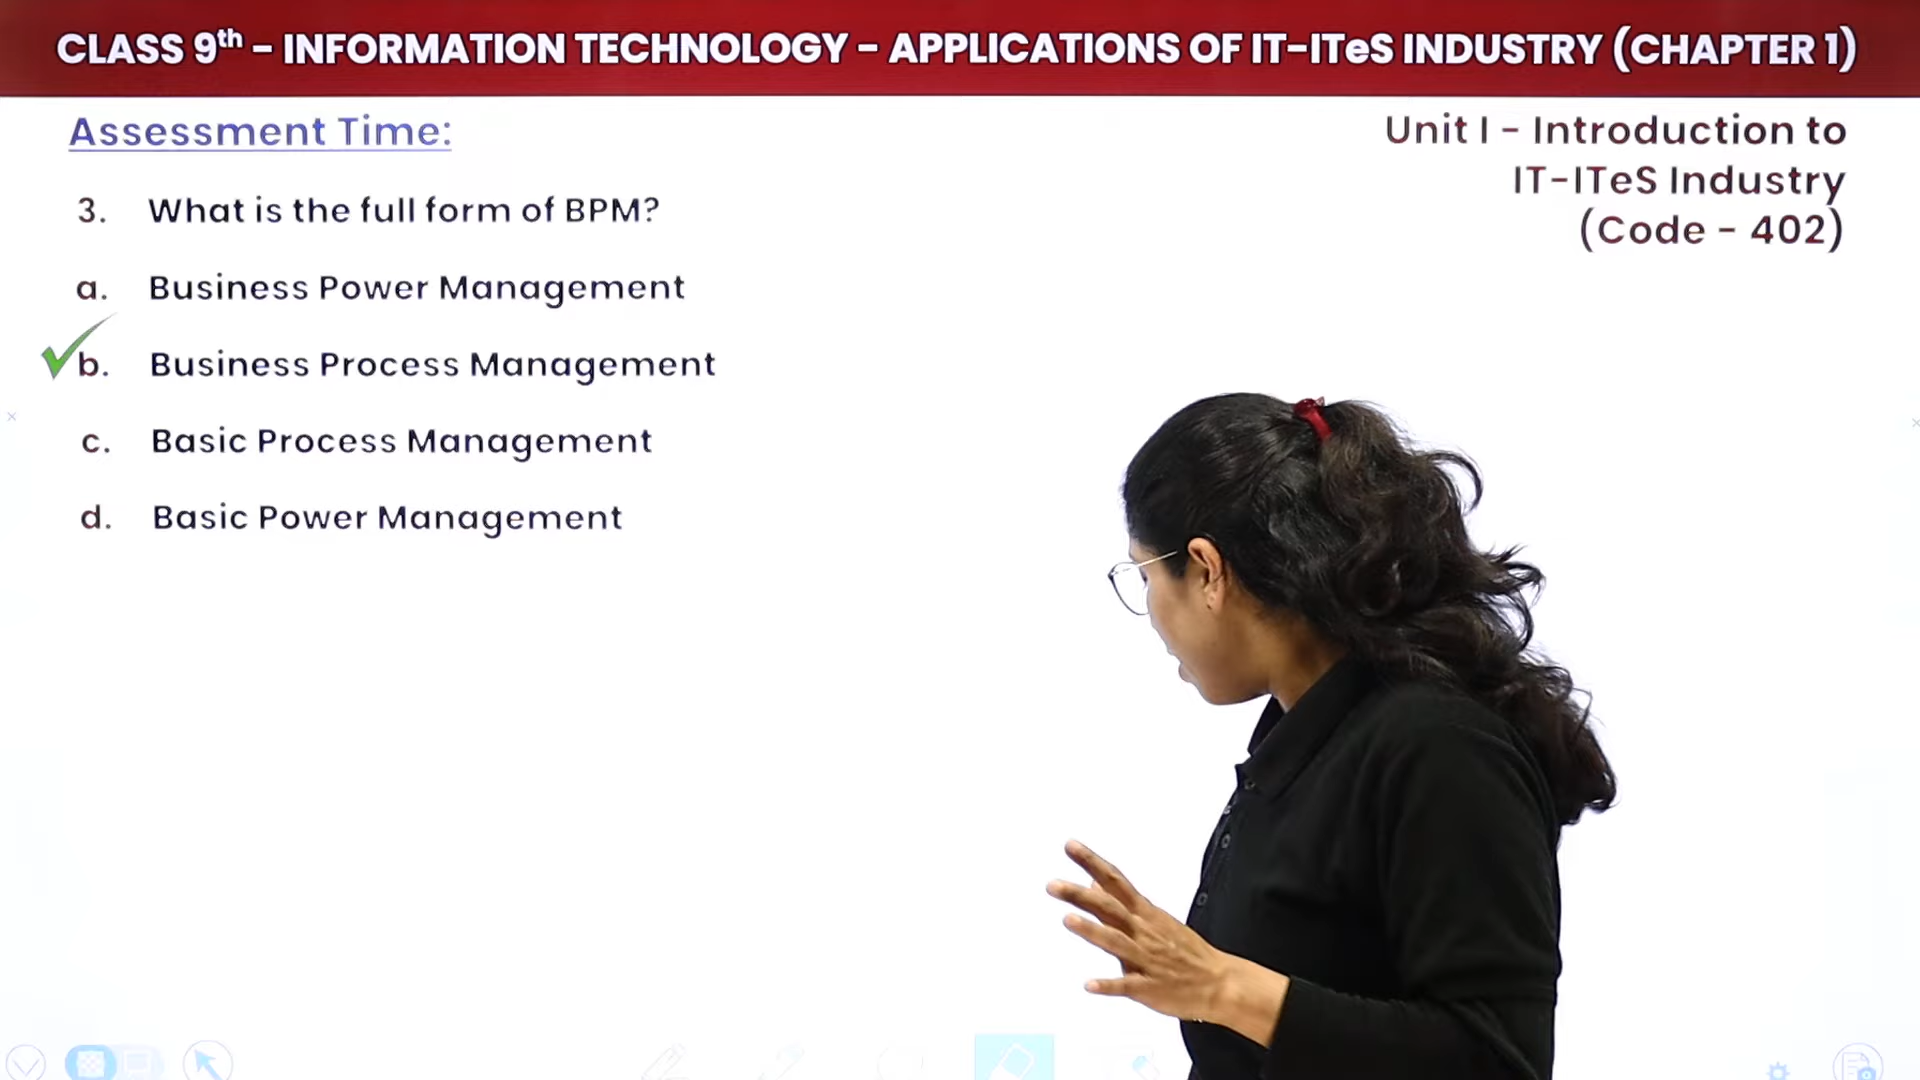 CLASS 9th – INFORMATION TECHNOLOGY – APPLICATIONS OF IT-ITeS INDUSTRY (CHAPTER 1)
Assessment Time:
Unit I – Introduction to
IT-ITeS Industry
(Code – 402)
3. What is the full form of BPM?
a. Business Power Management
b. Business Process Management
c. Basic Process Management
d. Basic Power Management